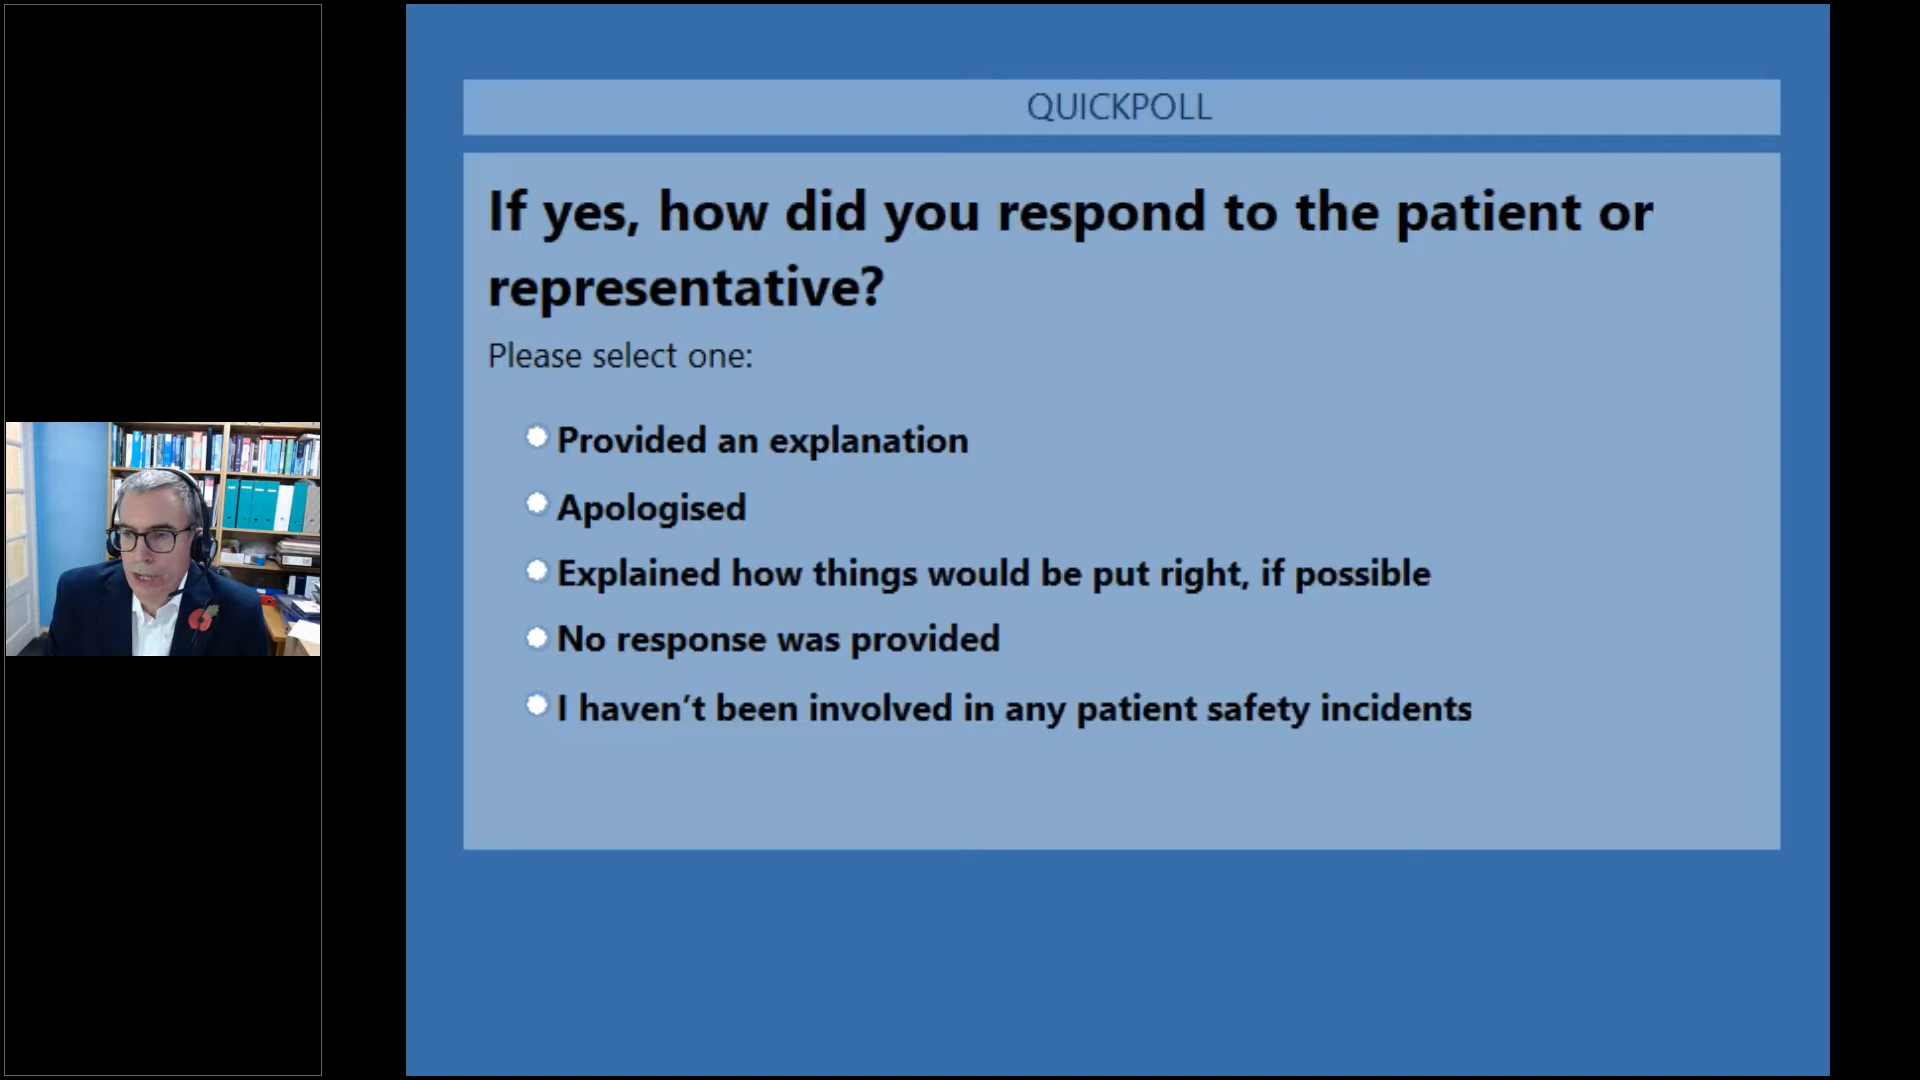 QUICKPOLL
If yes, how did you respond to the patient or
representative?
Please select one:
Provided an explanation
Apologised
Explained how things would be put right, if possible
No response was provided
I haven’t been involved in any patient safety incidents